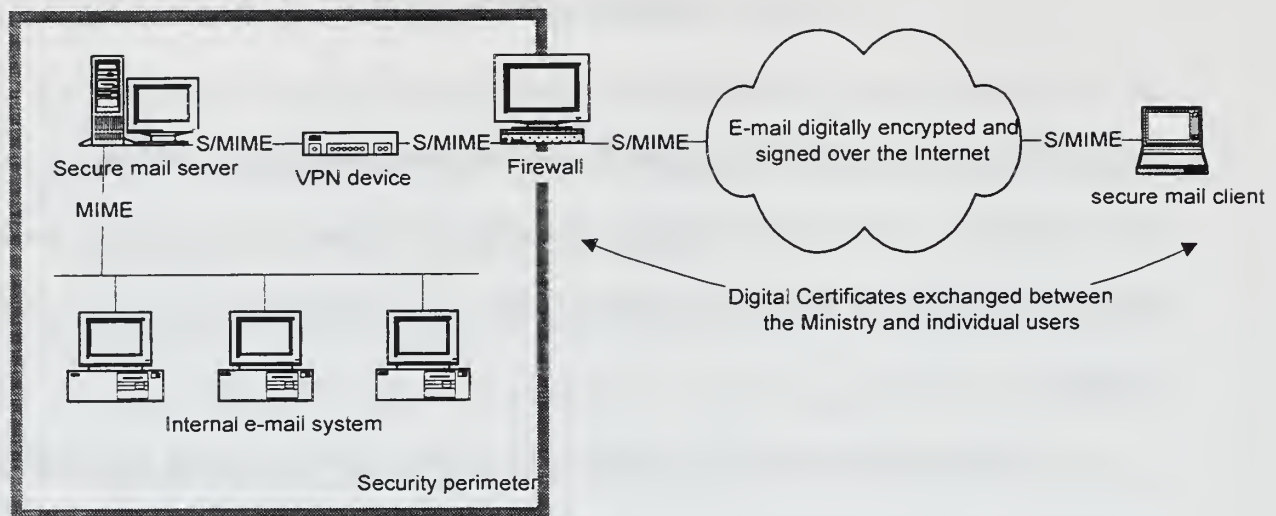 S/MIME
S/MIME
S/MIME
E-mail digitally encrypted and
signed over the Internet
S/MIME
Secure mail server
VPN device
Firewall
secure mail client
MIME
Digital Certificates exchanged between
the Ministry and individual users
Internal e-mail system
Security perimeter